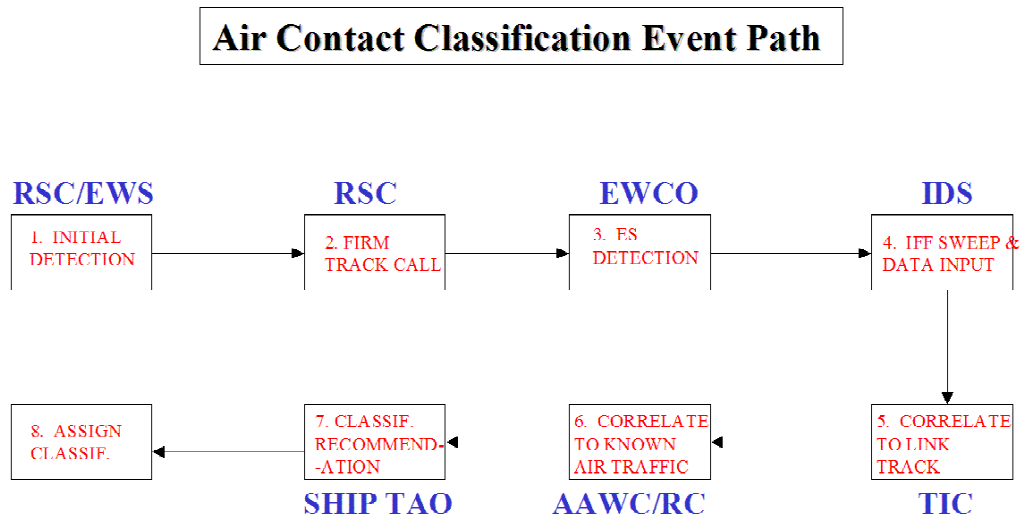 Air Contact Classification Event Path
RSC/EWS
RSC
EWCO
IDS
1. INITIAL
DETECTION
2. FIRM
TRACK CALL
3. ES
DETECTION
4. IFF SWEEP &
DATA INPUT
8. ASSIGN
CLASSIF.
7. CLASSIF.
RECOMMEND-
-ATION
6. CORRELATE
TO KNOWN
AIR TRAFFIC
5. CORRELATE
TO LINK
TRACK
SHIP TAO
AAWC/RC
TIC